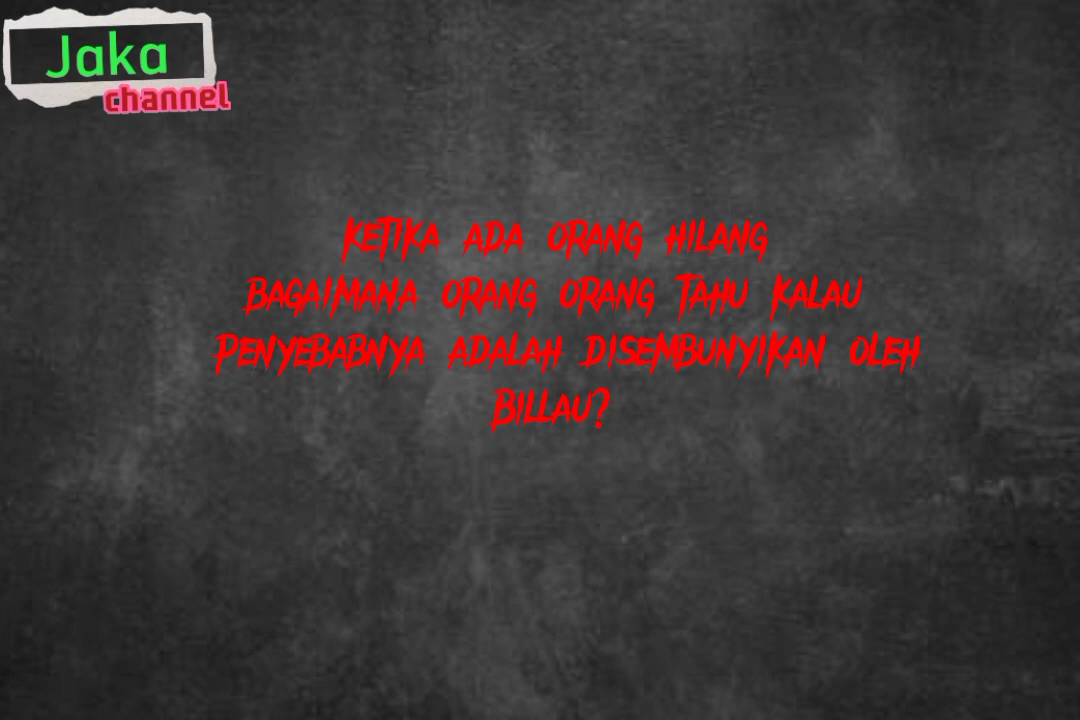 Jaka
channel
Ketika ada orang hilang
Bagaimana orang orang tahu kalau
Penyebabnya adalah disembunyikan oleh
Billau?